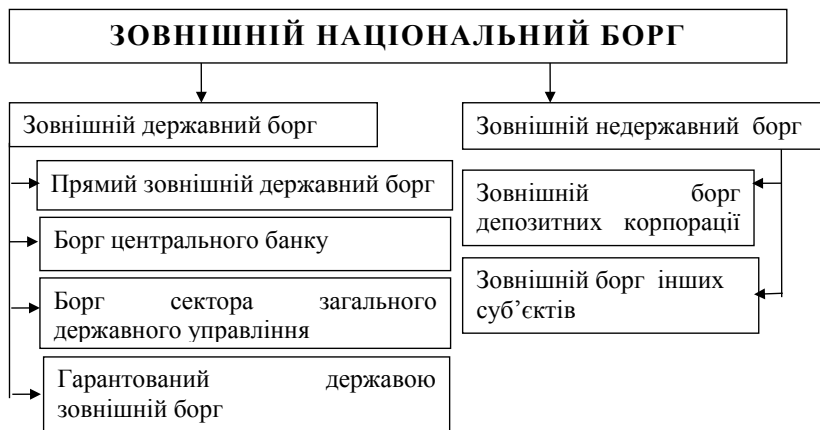 ЗОВНІШНІЙ НАЦІОНАЛЬНИЙ БОРГ
Зовнішній державний борг
Прямий зовнішній державний борг
Борг центрального банку
Борг сектора загального
державного управління
Гарантований державою
зовнішній борг
Зовнішній недержавний борг
Зовнішній борг
депозитних корпорації
Зовнішній борг інших
суб’єктів